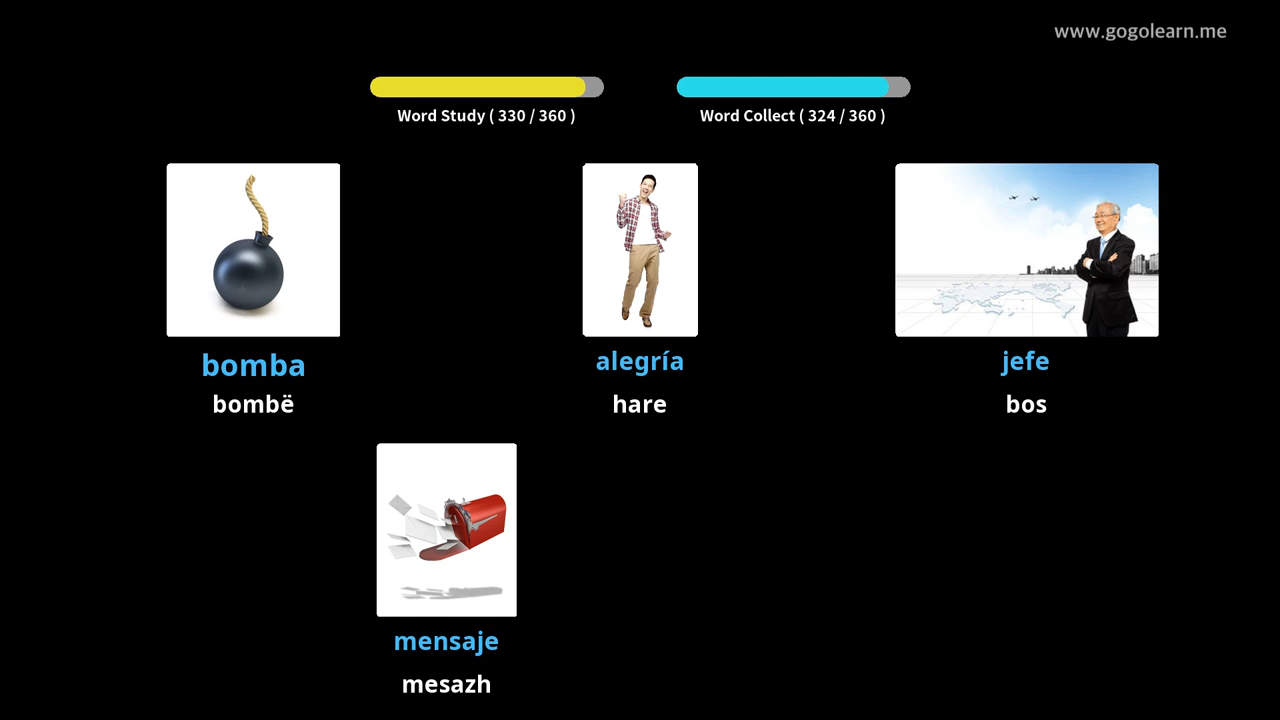 www.gogolearn.me
Word Study ( 330 / 360 )
Word Collect ( 324 / 360 )
bomba
bombë
alegría
hare
jefe
bos
mensaje
mesazh